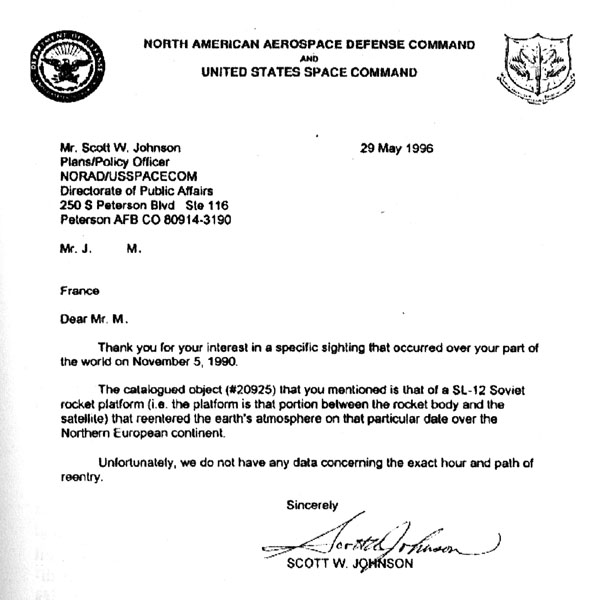 NORTH AMERICAN AEROSPACE DEFENSE COMMAND
AND
UNITED STATES SPACE COMMAND
Mr. Scott W. Johnson
29 May 1996
Plans/Policy Officer
NORAD/USSPACECOM
Directorate of Public Affairs
250 S Peterson Blvd Ste 116
Peterson AFB CO 80914-3190
Mr. J. M.
France
Dear Mr. M.
Thank you for your interest in a specific sighting that occurred over your part of
the world on November 5, 1990.
The catalogued object (#20925) that you mentioned is that of a SL-12 Soviet
rocket platform (i.e. the platform is that portion between the rocket body and the
satellite) that reentered the earth's atmosphere on that particular date over the
Northern European continent.
Unfortunately, we do not have any data concerning the exact hour and path of
reentry.
Sincerely
Scott W Johnson
SCOTT W. JOHNSON